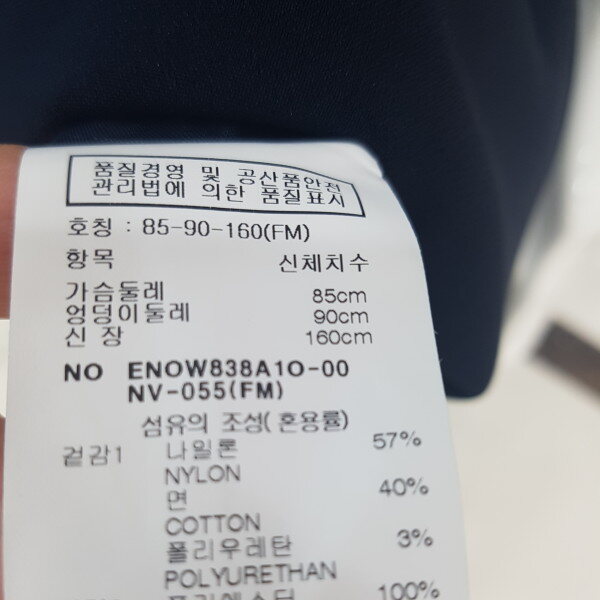 품질경영 및 공산품안전
관리법에 의한 품질표시
호칭 : 85-90-160(FM)
항목 신체치수
가슴둘레 85cm
엉덩이둘레 90cm
신 장 160cm
NO ENOW838A1O-00
NV-055(FM)
섬유의 조성( 혼용률)
겉감1 나일론 57%
NYLON
면 40%
COTTON
폴리우레탄 3%
POLYURETHAN
100%